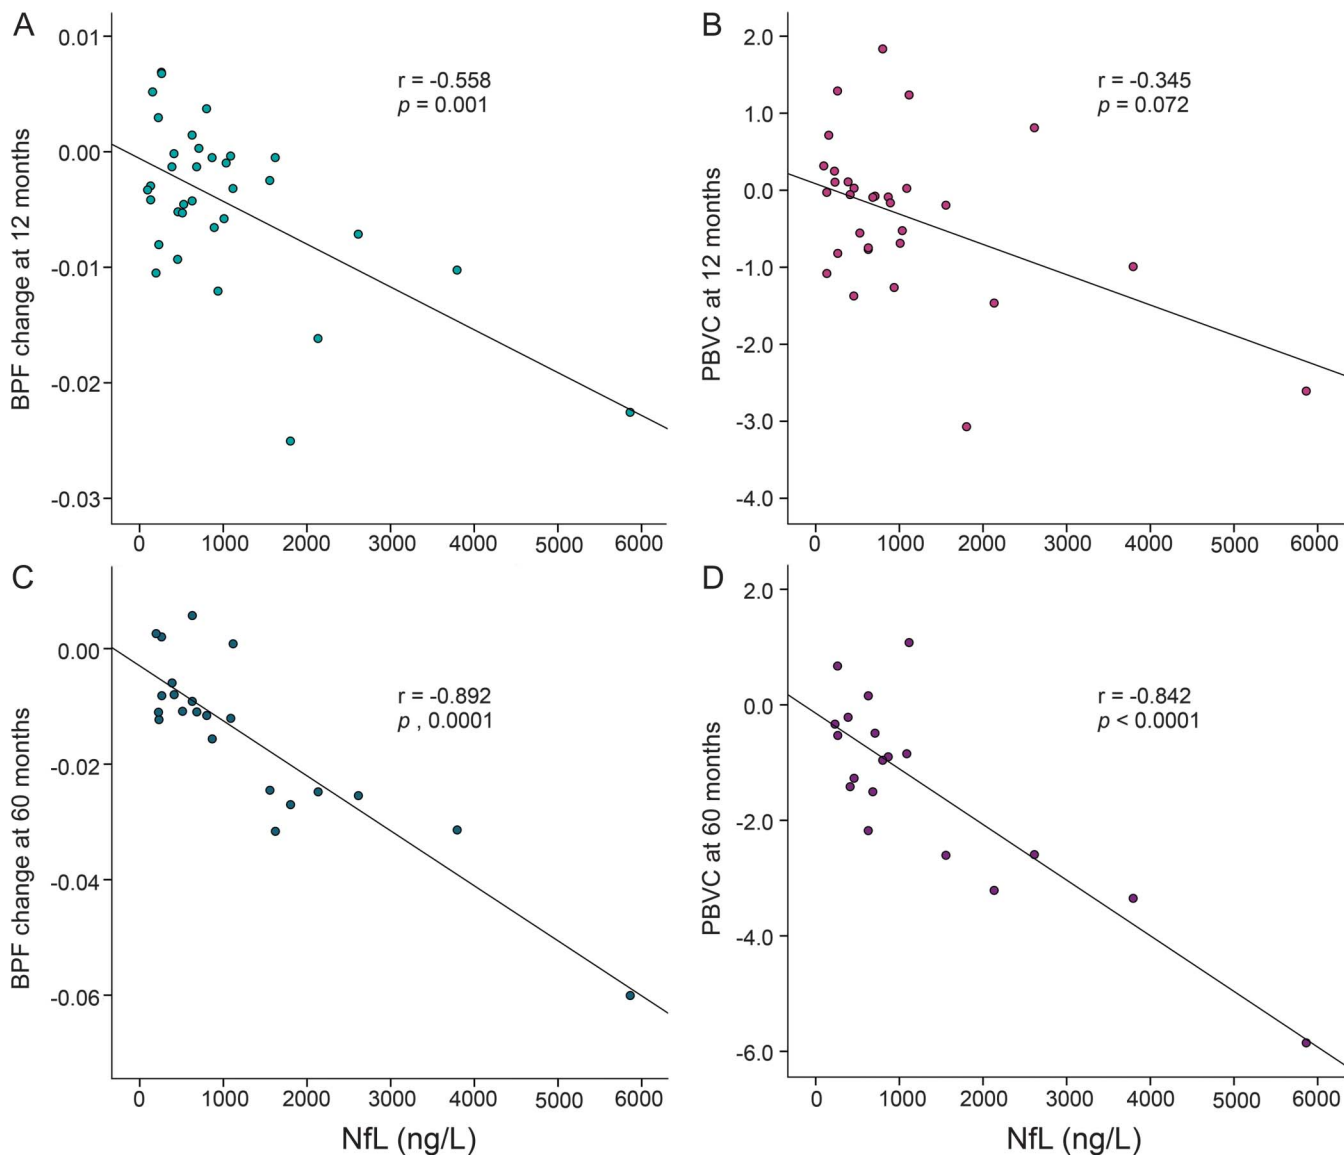 A
0.01
0.00
-0.01
-0.02
-0.03
BPF change at 12 months
r = -0.558
p = 0.001
0 1000 2000 3000 4000 5000 6000
B
2.0
1.0
0.0
-1.0
-2.0
-3.0
-4.0
PBVC at 12 months
r = -0.345
p = 0.072
0 1000 2000 3000 4000 5000 6000
C
0.00
-0.02
-0.04
-0.06
BPF change at 60 months
r = -0.892
p , 0.0001
0 1000 2000 3000 4000 5000 6000
NfL (ng/L)
D
2.0
0.0
-2.0
-4.0
-6.0
PBVC at 60 months
r = -0.842
p < 0.0001
0 1000 2000 3000 4000 5000 6000
NfL (ng/L)